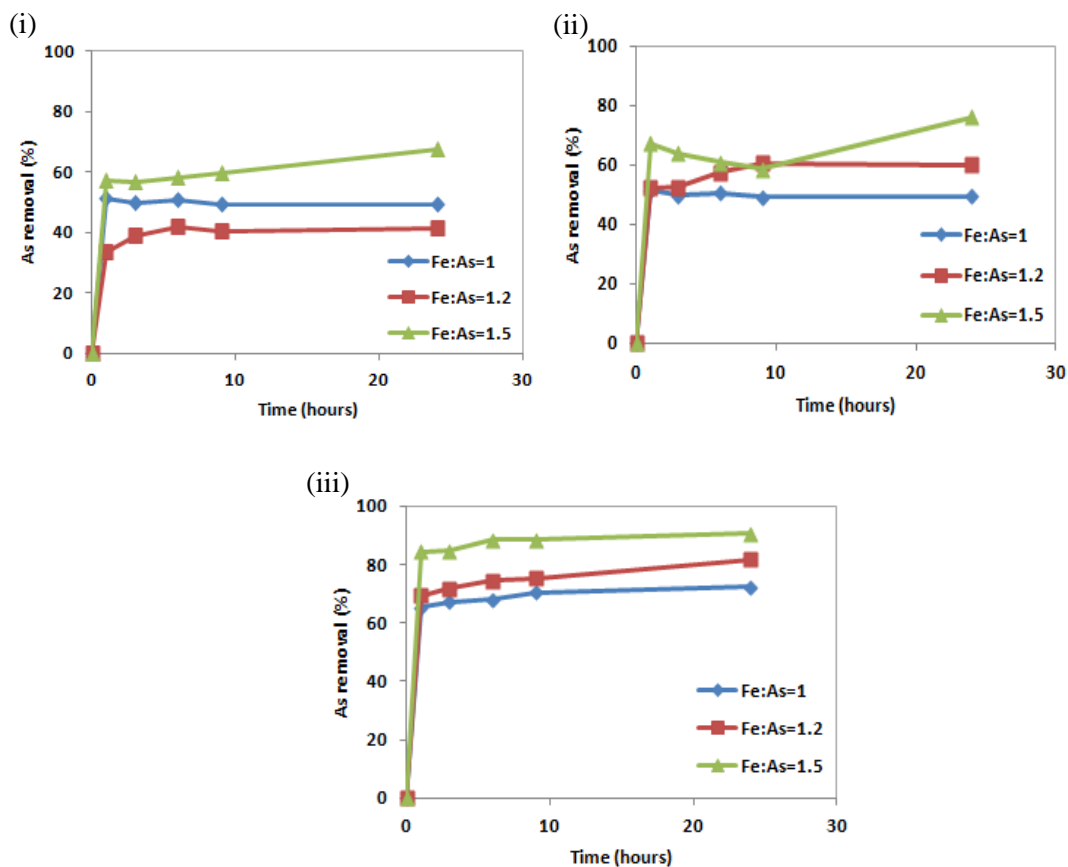 (i)
100
80
60
40
20
0
As removal (%)
0 10 20 30
Time (hours)
Fe:As=1
Fe:As=1.2
Fe:As=1.5
(ii)
100
80
60
40
20
0
As removal (%)
0 10 20 30
Time (hours)
Fe:As=1
Fe:As=1.2
Fe:As=1.5
(iii)
100
80
60
40
20
0
As removal (%)
0 10 20 30
Time (hours)
Fe:As=1
Fe:As=1.2
Fe:As=1.5